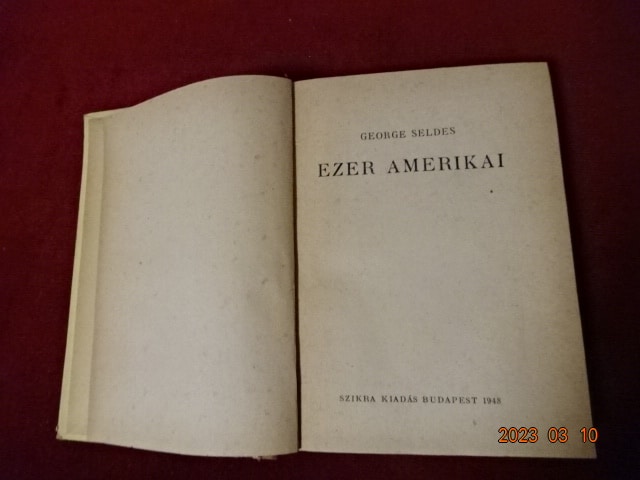 GEORGE SELDES
EZER AMERIKAI
SZIKRA KIADÁS BUDAPEST 1948
2023 03 10